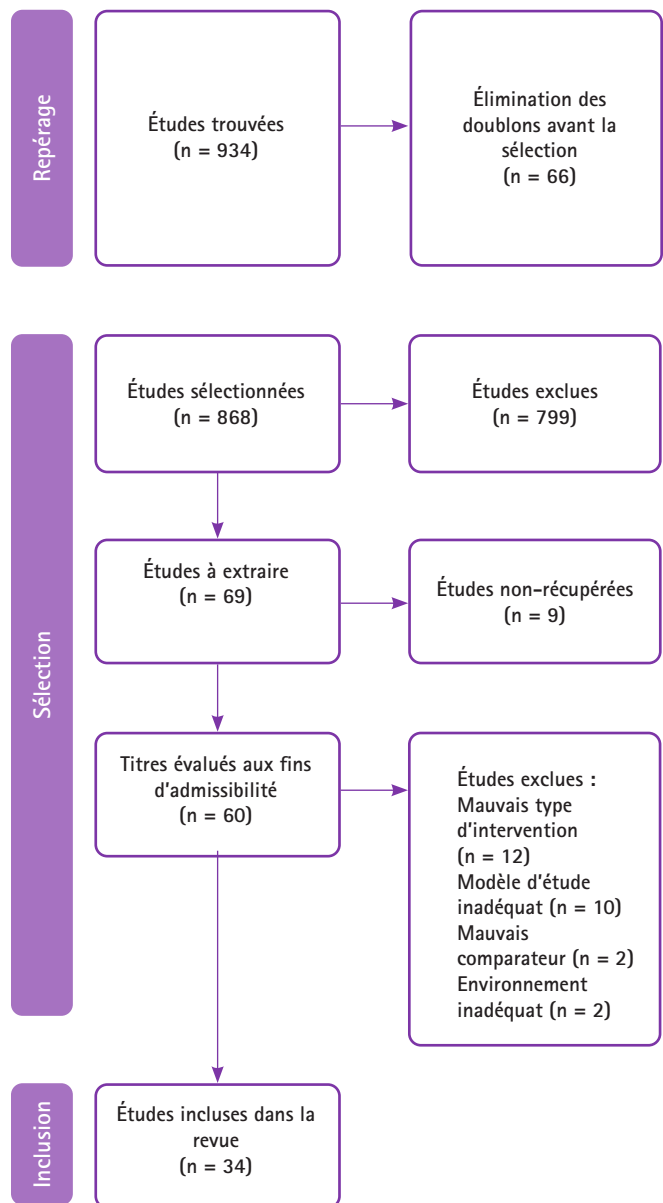 Repérage
Études trouvées
(n = 934)
Élimination des
doublons avant la
sélection
(n = 66)
Sélection
Études sélectionnées
(n = 868)
Études exclues
(n = 799)
Études à extraire
(n = 69)
Études non-récupérées
(n = 9)
Titres évalués aux fins
d'admissibilité
(n = 60)
Études exclues :
Mauvais type
d'intervention
(n = 12)
Modèle d'étude
inadéquat (n = 10)
Mauvais
comparateur (n = 2)
Environnement
inadéquat (n = 2)
Inclusion
Études incluses dans la
revue
(n = 34)